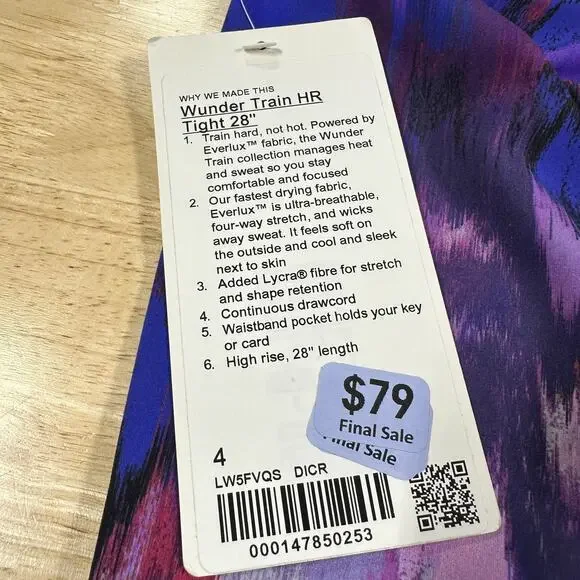 WHY WE MADE THIS
Wunder Train HR
Tight 28"
1. Train hard, not hot. Powered by
Everlux™ fabric, the Wunder
Train collection manages heat
and sweat so you stay
comfortable and focused
2. Our fastest drying fabric,
Everlux™ is ultra-breathable,
four-way stretch, and wicks
away sweat. It feels soft on
the outside and cool and sleek
next to skin
3. Added Lycra® fibre for stretch
and shape retention
4. Continuous drawcord
5. Waistband pocket holds your key
or card
6. High rise, 28" length
$79
Final Sale
Final Sale
4
LW5FVQS DICR
000147850253